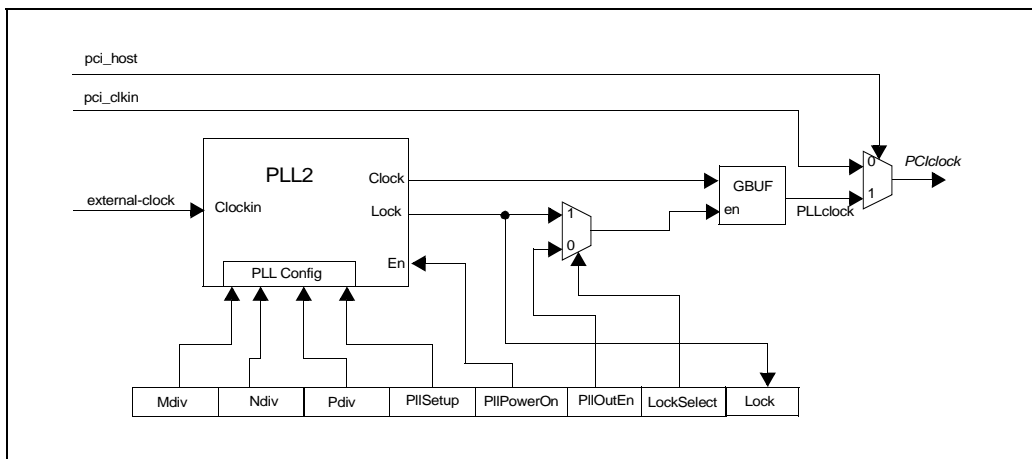 pci_host
pci_clkin
0
PCIclock
1
PLL2
Clock
GBUF
external-clock
Clockin
Lock
1
en
PLLclock
0
En
PLL Config
Mdiv
Ndiv
Pdiv
PllSetup
PllPowerOn
PllOutEn
LockSelect
Lock